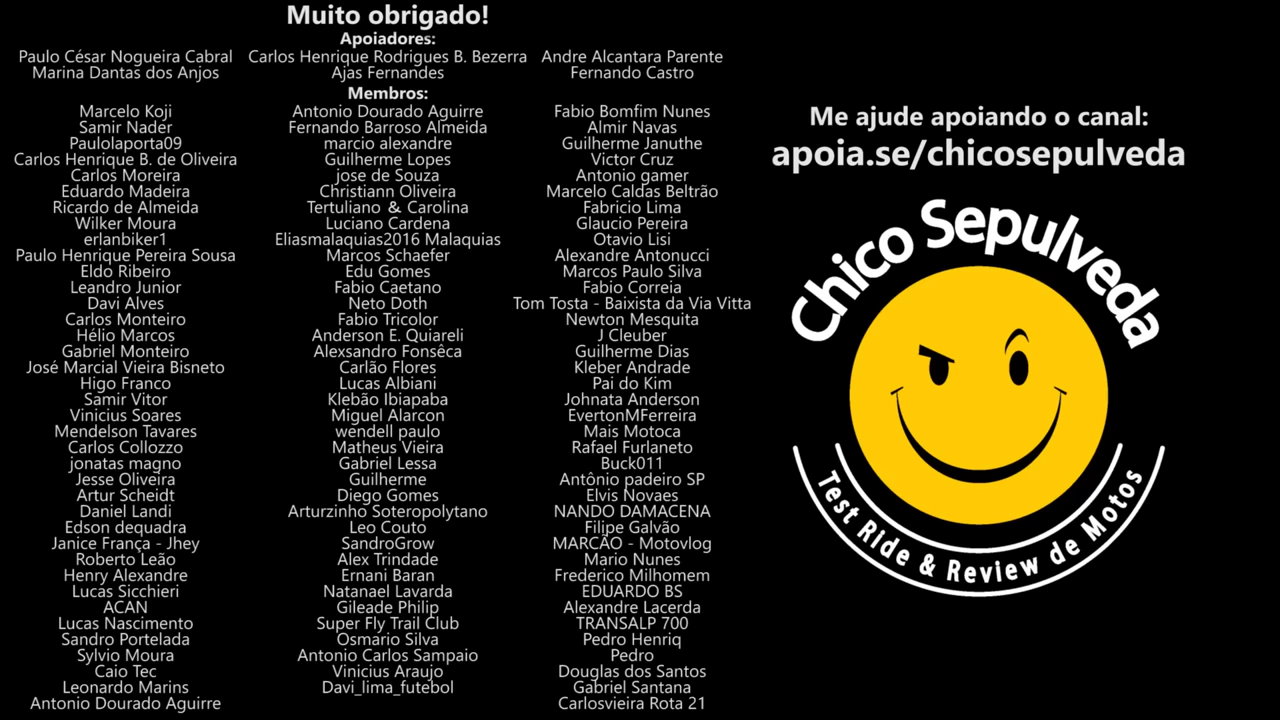 Muito obrigado!
Apoiadores:
Paulo César Nogueira Cabral Carlos Henrique Rodrigues B. Bezerra Andre Alcantara Parente
Marina Dantas dos Anjos Ajas Fernandes Fernando Castro
Membros:
Marcelo Koji Antonio Dourado Aguirre Fabio Bomfim Nunes
Samir Nader Fernando Barroso Almeida Almir Navas
Paulolaporta09 marcio alexandre Guilherme Januthe
Carlos Henrique B. de Oliveira Guilherme Lopes Victor Cruz
Carlos Moreira jose de Souza Antonio gamer
Eduardo Madeira Christiann Oliveira Marcelo Caldas Beltrão
Ricardo de Almeida Tertuliano & Carolina Fabricio Lima
Wilker Moura Luciano Cardena Glaucio Pereira
erlanbiker1 Eliasmalaquias2016 Malaquias Otavio Lisi
Paulo Henrique Pereira Sousa Marcos Schaefer Alexandre Antonucci
Eldo Ribeiro Edu Gomes Marcos Paulo Silva
Leandro Junior Fabio Caetano Fabio Correia
Davi Alves Neto Doth Tom Tosta - Baixista da Via Vitta
Carlos Monteiro Fabio Tricolor Newton Mesquita
Hélio Marcos Anderson E. Quiareli J Cleuber
Gabriel Monteiro Alexsandro Fonsêca Guilherme Dias
José Marcial Vieira Bisneto Carlão Flores Kleber Andrade
Higo Franco Lucas Albiani Pai do Kim
Samir Vitor Klebão Ibiapaba Johnata Anderson
Vinicius Soares Miguel Alarcon EvertonMFerreira
Mendelson Tavares wendell paulo Mais Motoca
Carlos Collozzo Matheus Vieira Rafael Furlaneto
jonatas magno Gabriel Lessa Buck011
Jesse Oliveira Guilherme Antônio padeiro SP
Artur Scheidt Diego Gomes Elvis Novaes
Daniel Landi Arturzinho Soteropolytano NANDO DAMACENA
Edson dequadra Leo Couto Filipe Galvão
Janice França - Jhey SandroGrow MARCÃO - Motovlog
Roberto Leão Alex Trindade Mario Nunes
Henry Alexandre Ernani Baran Frederico Milhomem
Lucas Sicchieri Natanael Lavarda EDUARDO BS
ACAN Gileade Philip Alexandre Lacerda
Lucas Nascimento Super Fly Trail Club TRANSALP 700
Sandro Portelada Osmario Silva Pedro Henriq
Sylvio Moura Antonio Carlos Sampaio Pedro
Caio Tec Vinicius Araujo Douglas dos Santos
Leonardo Marins Davi_lima_futebol Gabriel Santana
Antonio Dourado Aguirre Carlosvieira Rota 21
Me ajude apoiando o canal:
apoia.se/chicosepulveda
Chico Sepulveda
Test Ride & Review de Motos